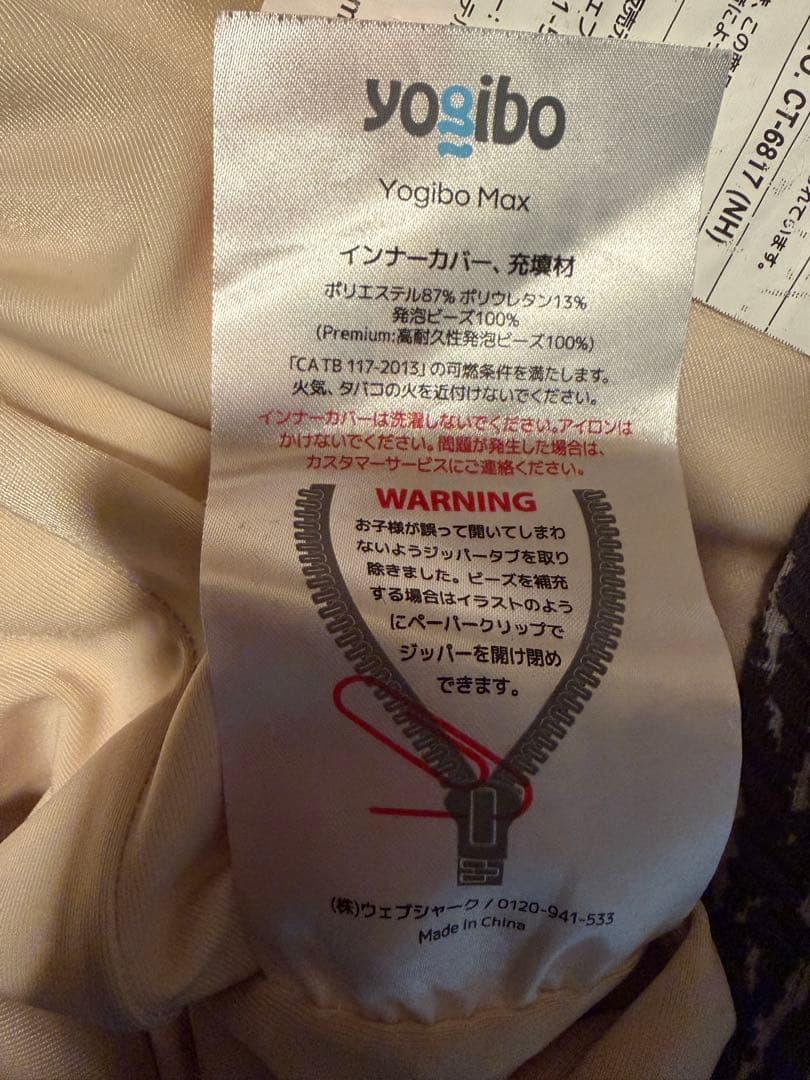 yogibo
Yogibo Max
インナーカバー、充填材
ポリエステル87% ポリウレタン13%
発泡ビーズ100%
(Premium:高耐久性発泡ビーズ100%)
「CA TB 117-2013」の可燃条件を満たします。
火気、タバコの火を近付けないでください。
インナーカバーは洗濯しないでください。アイロンは
かけないでください。問題が発生した場合は、
カスタマーサービスにご連絡ください。
WARNING
お子様が誤って開いてしまわ
ないようジッパータブを取り
除きました。ビーズを補充
する場合はイラストのよう
にペーパークリップで
ジッパーを開け閉め
できます。
(株)ウェブシャーク / 0120-941-533
Made in China
CT-6817 (NH)